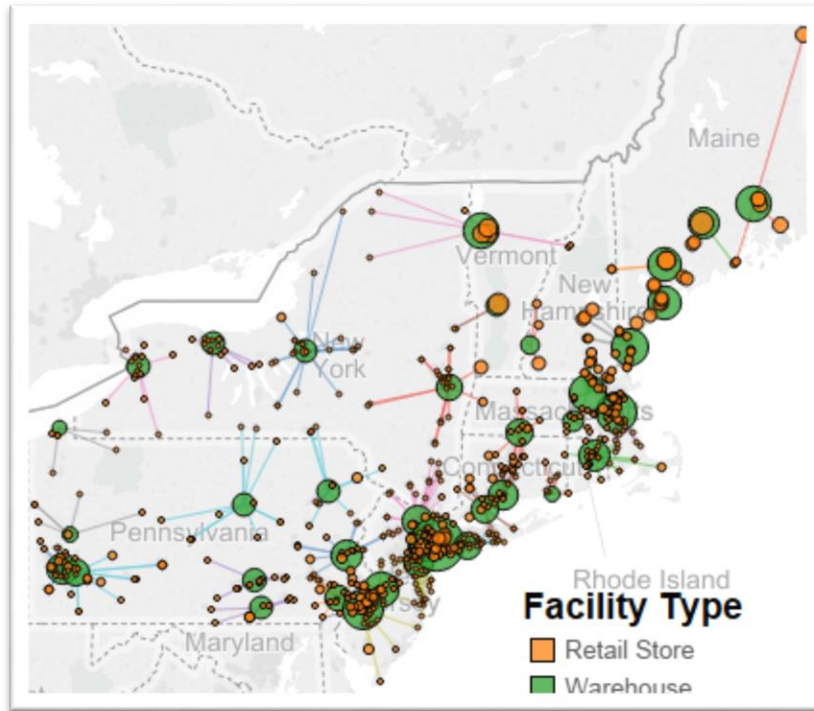 Maine
Vermont
New
Hampshire
New
York
Massachusetts
Connecticut
Pennsylvania
Rhode Island
Facility Type
Maryland
Retail Store
Warehouse